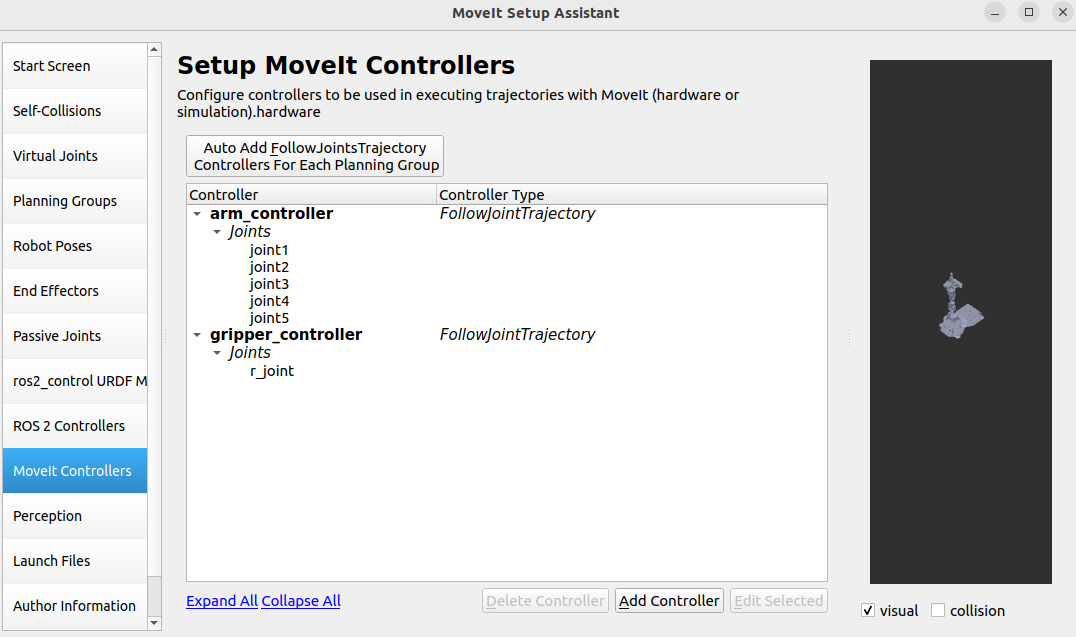 MoveIt Setup Assistant
Start Screen
Self-Collisions
Virtual Joints
Planning Groups
Robot Poses
End Effectors
Passive Joints
ros2_control URDF M
ROS 2 Controllers
MoveIt Controllers
Perception
Launch Files
Author Information
Setup MoveIt Controllers
Configure controllers to be used in executing trajectories with MoveIt (hardware or
simulation).hardware
Auto Add FollowJointsTrajectory
Controllers For Each Planning Group
Controller Controller Type
arm_controller FollowJointTrajectory
Joints
joint1
joint2
joint3
joint4
joint5
gripper_controller FollowJointTrajectory
Joints
r_joint
Expand All Collapse All Delete Controller Add Controller Edit Selected
visual collision